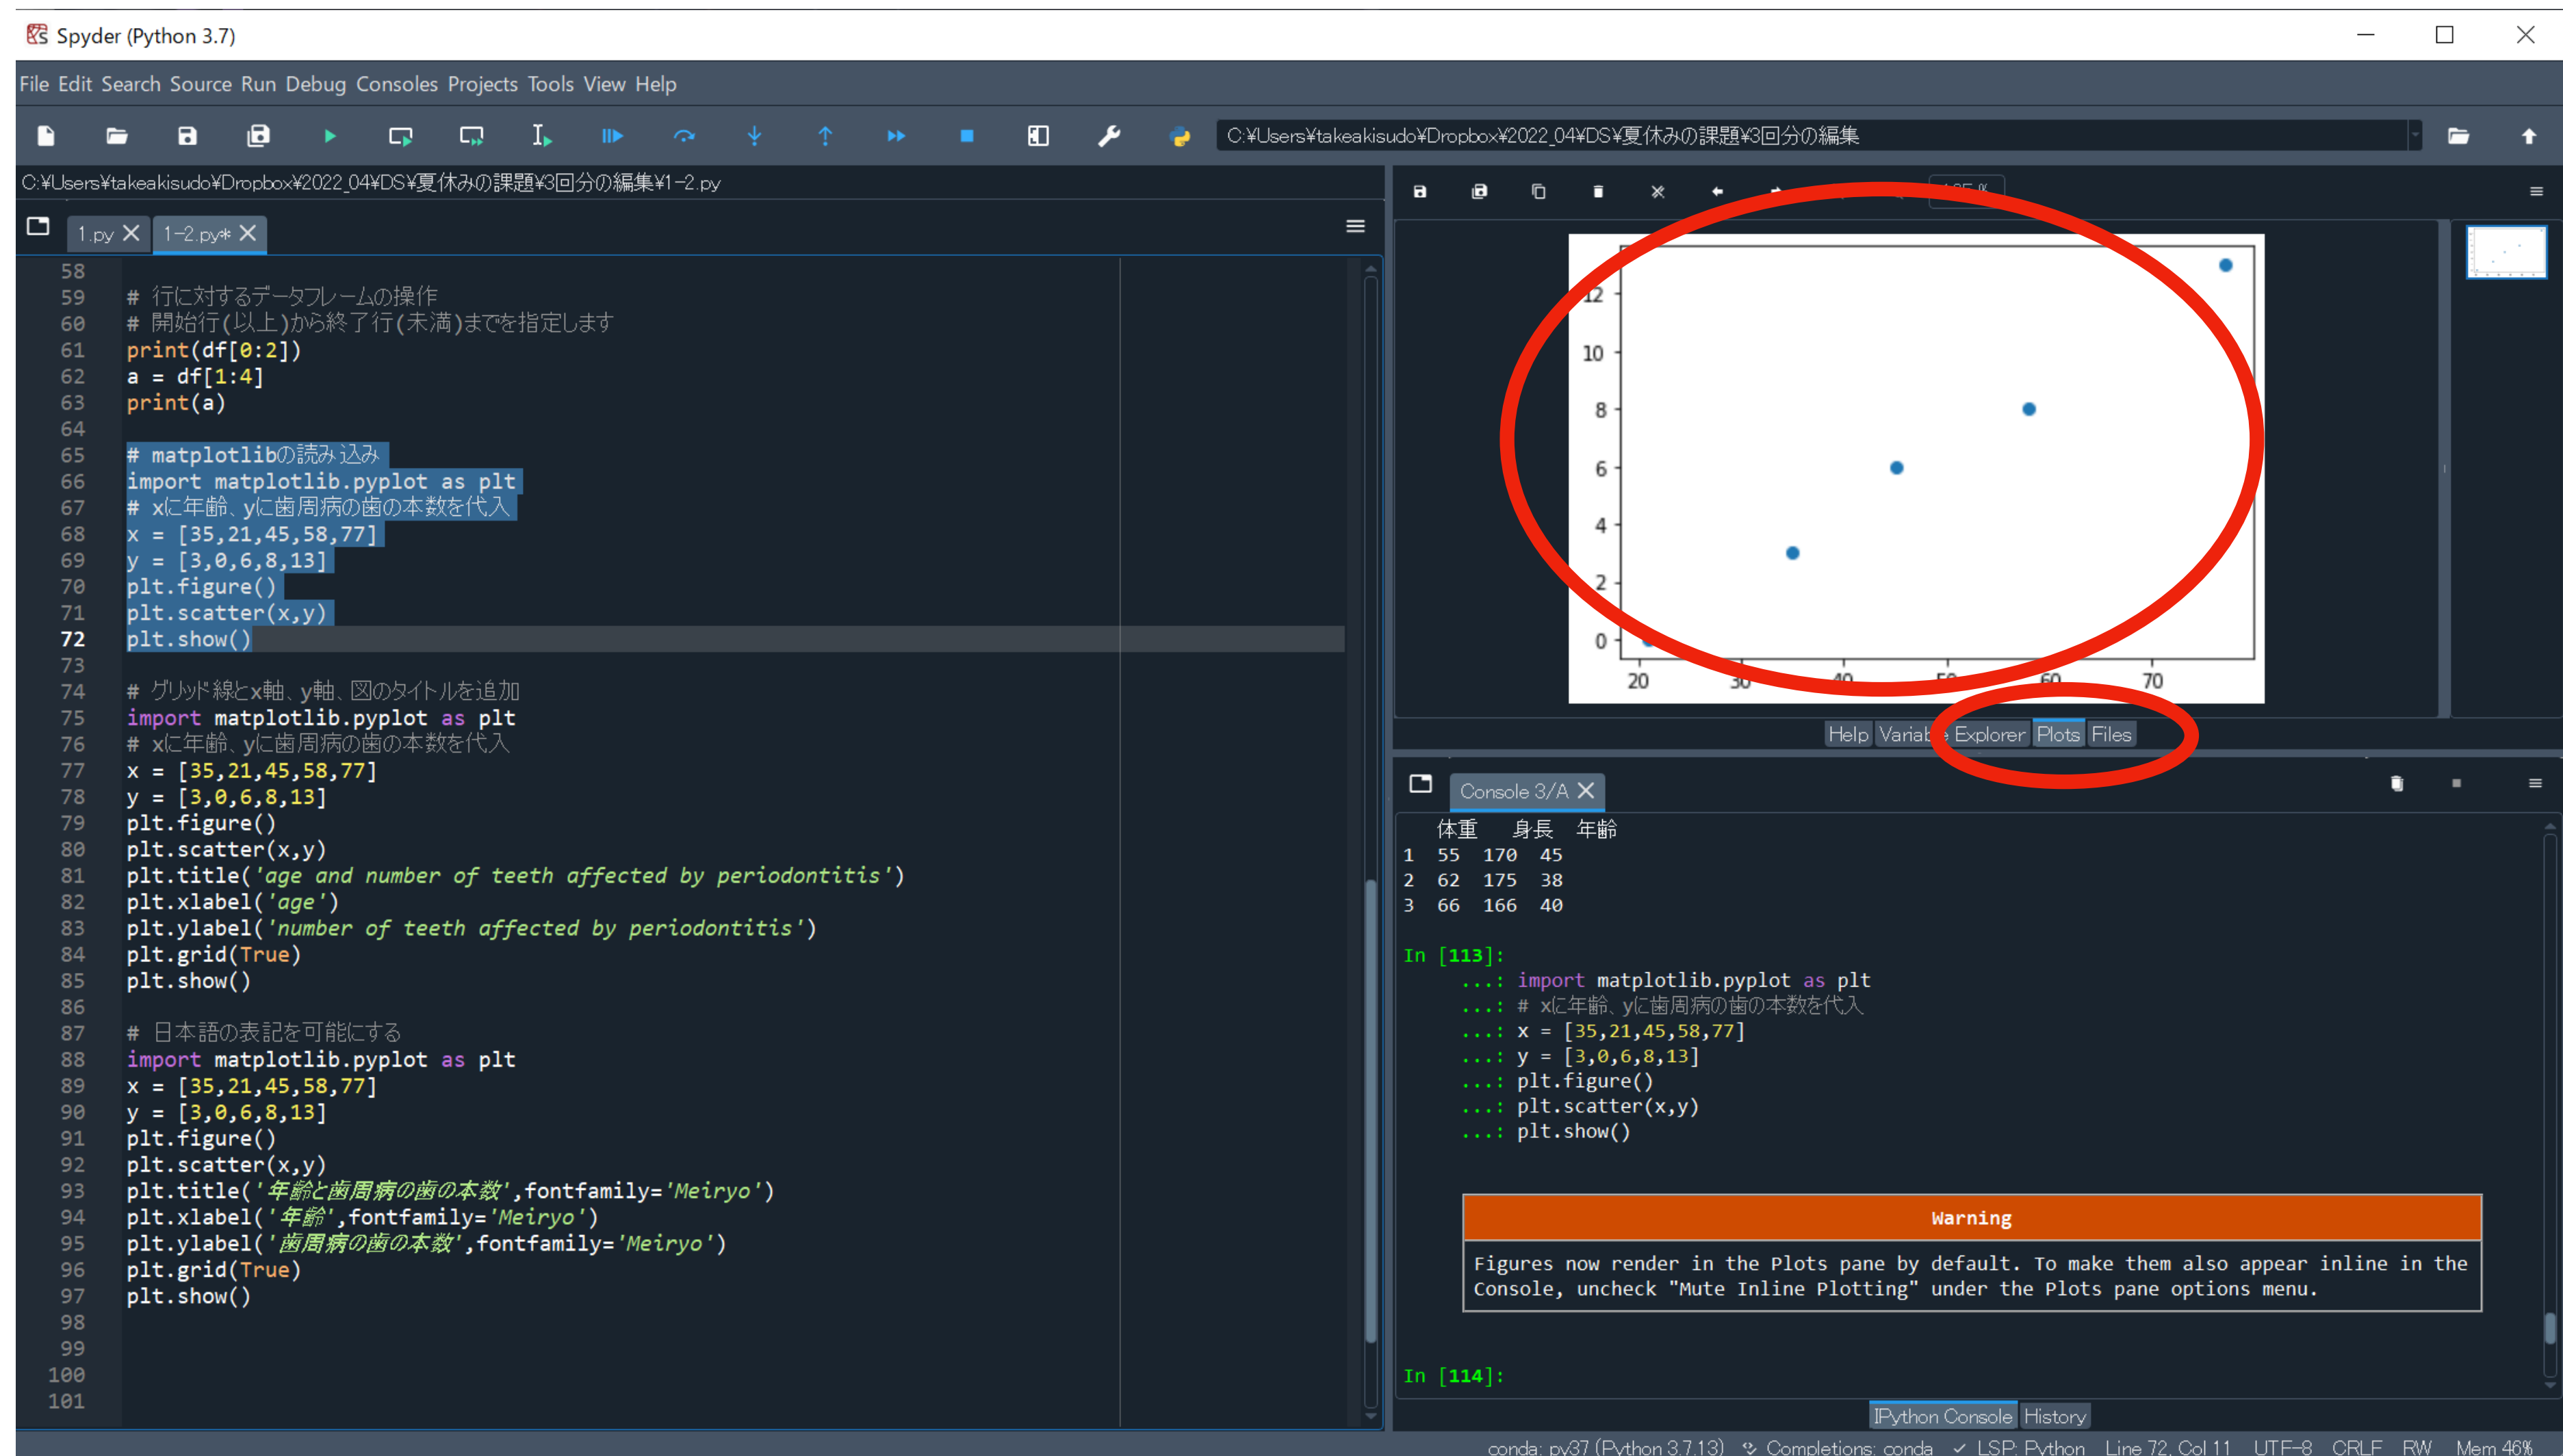 Spyder (Python 3.7)
File Edit Search Source Run Debug Consoles Projects Tools View Help
C:¥Users¥takeakisudo¥Dropbox¥2022_04¥DS¥夏休みの課題¥3回分の編集
C:¥Users¥takeakisudo¥Dropbox¥2022_04¥DS¥夏休みの課題¥3回分の編集¥1-2.py
1.py
1-2.py*
58
59 # 行に対するデータフレームの操作
60 # 開始行(以上)から終了行(未満)までを指定します
61 print(df[0:2])
62 a = df[1:4]
63 print(a)
64
65 # matplotlibの読み込み
66 import matplotlib.pyplot as plt
67 # xに年齢、yに歯周病の歯の本数を代入
68 x = [35,21,45,58,77]
69 y = [3,0,6,8,13]
70 plt.figure()
71 plt.scatter(x,y)
72 plt.show()
73
74 # グリッド線とx軸、y軸、図のタイトルを追加
75 import matplotlib.pyplot as plt
76 # xに年齢、yに歯周病の歯の本数を代入
77 x = [35,21,45,58,77]
78 y = [3,0,6,8,13]
79 plt.figure()
80 plt.scatter(x,y)
81 plt.title('age and number of teeth affected by periodontitis')
82 plt.xlabel('age')
83 plt.ylabel('number of teeth affected by periodontitis')
84 plt.grid(True)
85 plt.show()
86
87 # 日本語の表記を可能にする
88 import matplotlib.pyplot as plt
89 x = [35,21,45,58,77]
90 y = [3,0,6,8,13]
91 plt.figure()
92 plt.scatter(x,y)
93 plt.title('年齢と歯周病の歯の本数',fontfamily='Meiryo')
94 plt.xlabel('年齢',fontfamily='Meiryo')
95 plt.ylabel('歯周病の歯の本数',fontfamily='Meiryo')
96 plt.grid(True)
97 plt.show()
98
99
100
101
12
10
8
6
4
2
0
20 30 40 50 60 70
Help Variable Explorer Plots Files
Console 3/A
体重 身長 年齢
1 55 170 45
2 62 175 38
3 66 166 40
In [113]:
...: import matplotlib.pyplot as plt
...: # xに年齢、yに歯周病の歯の本数を代入
...: x = [35,21,45,58,77]
...: y = [3,0,6,8,13]
...: plt.figure()
...: plt.scatter(x,y)
...: plt.show()
Warning
Figures now render in the Plots pane by default. To make them also appear inline in the
Console, uncheck "Mute Inline Plotting" under the Plots pane options menu.
In [114]:
IPython Console History
conda: py37 (Python 3.7.13) Completions: conda LSP: Python Line 72, Col 11 UTF-8 CRLF RW Mem 46%